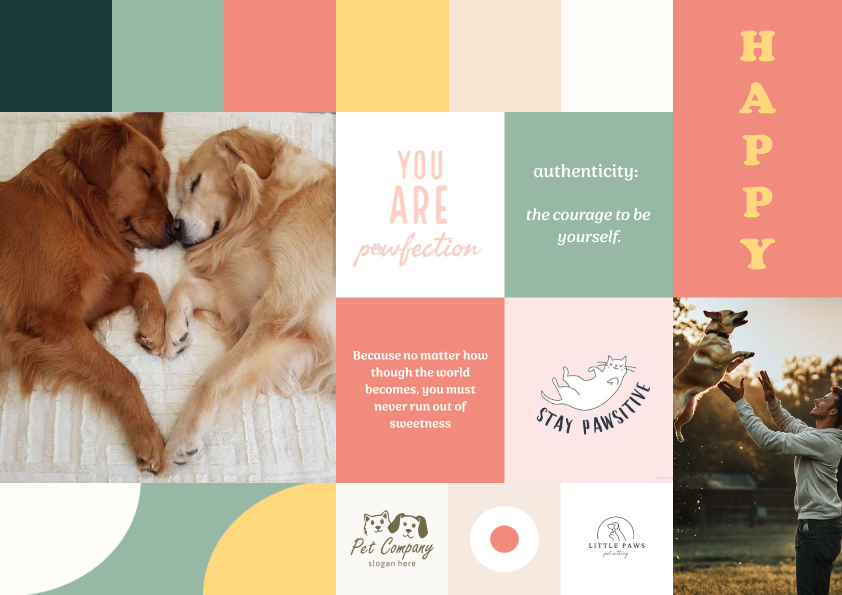 H
A
P
P
Y
YOU
ARE
pawfection
authenticity:
the courage to be
yourself.
Because no matter how
though the world
becomes, you must
never run out of
sweetness
STAY PAWSITIVE
Pet Company
slogan here
LITTLE PAWS
pet sitting